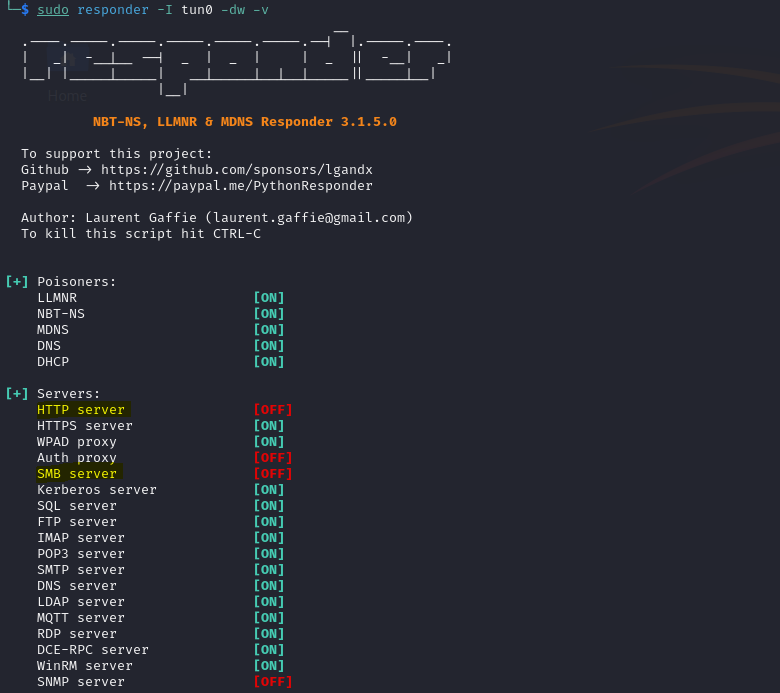 └─$ sudo responder -I tun0 -dw -v
NBT-NS, LLMNR & MDNS Responder 3.1.5.0
To support this project:
Github -> https://github.com/sponsors/lgandx
Paypal  -> https://paypal.me/PythonResponder
Author: Laurent Gaffie (laurent.gaffie@gmail.com)
To kill this script hit CTRL-C
[+] Poisoners:
LLMNR [ON]
NBT-NS [ON]
MDNS [ON]
DNS [ON]
DHCP [ON]
[+] Servers:
HTTP server [OFF]
HTTPS server [ON]
WPAD proxy [ON]
Auth proxy [OFF]
SMB server [OFF]
Kerberos server [ON]
SQL server [ON]
FTP server [ON]
IMAP server [ON]
POP3 server [ON]
SMTP server [ON]
DNS server [ON]
LDAP server [ON]
MQTT server [ON]
RDP server [ON]
DCE-RPC server [ON]
WinRM server [ON]
SNMP server [OFF]
Home